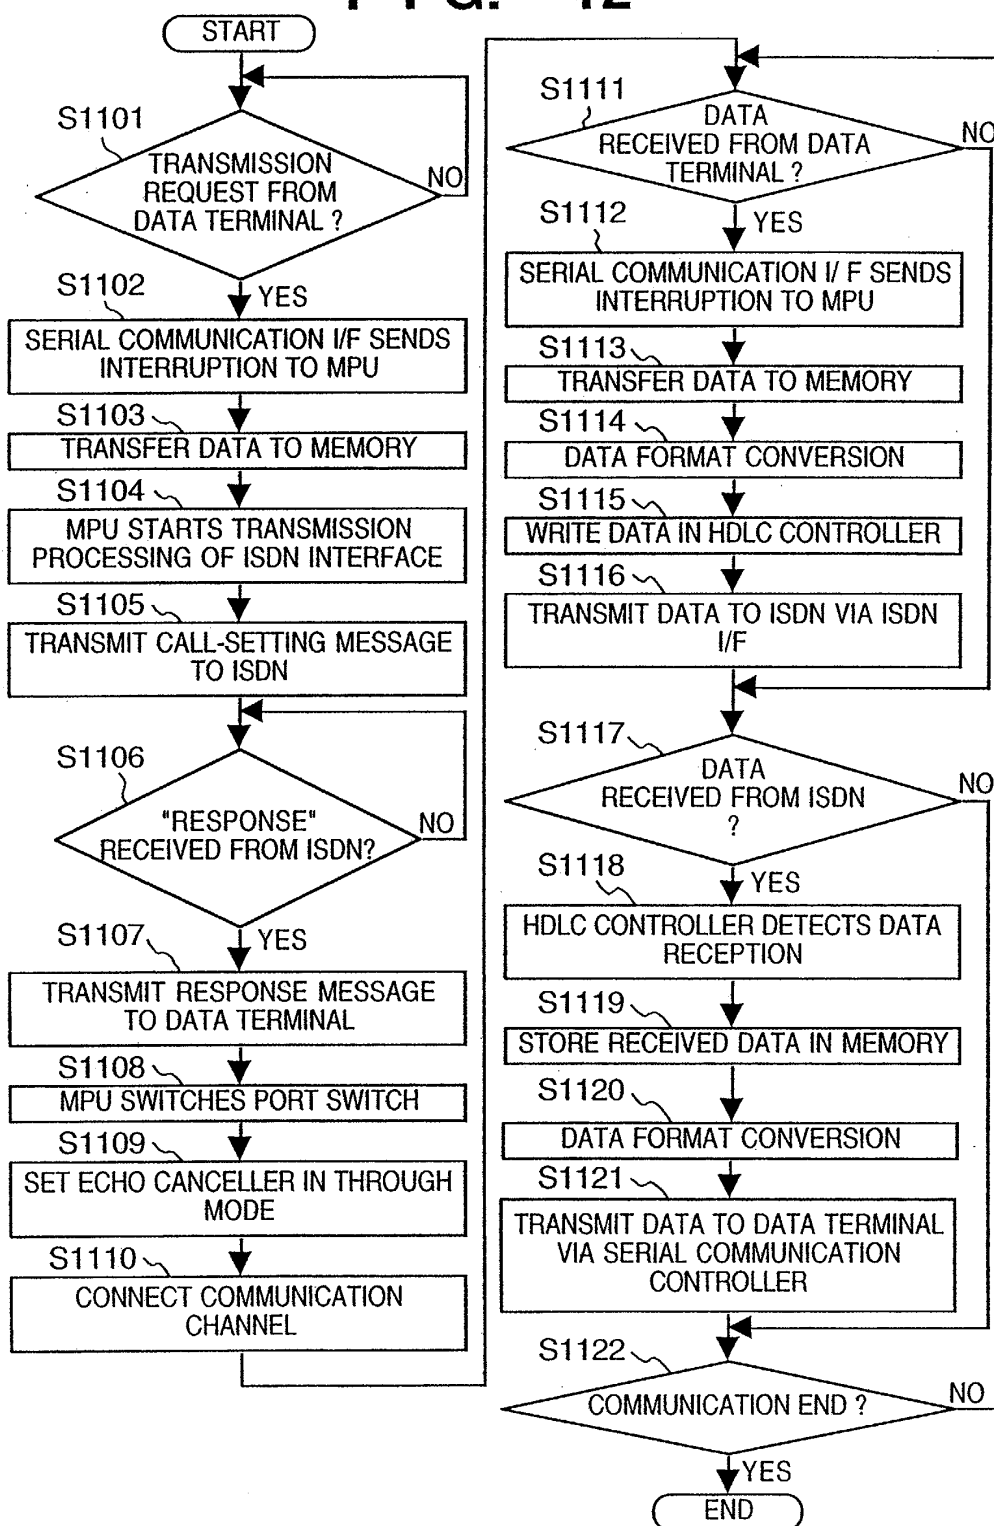 FIG. 12
START
S1101
TRANSMISSION
REQUEST FROM
DATA TERMINAL ?
NO
YES
S1102
SERIAL COMMUNICATION I/F SENDS
INTERRUPTION TO MPU
S1103
TRANSFER DATA TO MEMORY
S1104
MPU STARTS TRANSMISSION
PROCESSING OF ISDN INTERFACE
S1105
TRANSMIT CALL-SETTING MESSAGE
TO ISDN
S1106
"RESPONSE"
RECEIVED FROM ISDN?
NO
YES
S1107
TRANSMIT RESPONSE MESSAGE
TO DATA TERMINAL
S1108
MPU SWITCHES PORT SWITCH
S1109
SET ECHO CANCELLER IN THROUGH
MODE
S1110
CONNECT COMMUNICATION
CHANNEL
S1111
DATA
RECEIVED FROM DATA
TERMINAL ?
NO
YES
S1112
SERIAL COMMUNICATION I/ F SENDS
INTERRUPTION TO MPU
S1113
TRANSFER DATA TO MEMORY
S1114
DATA FORMAT CONVERSION
S1115
WRITE DATA IN HDLC CONTROLLER
S1116
TRANSMIT DATA TO ISDN VIA ISDN
I/F
S1117
DATA
RECEIVED FROM ISDN
?
NO
YES
S1118
HDLC CONTROLLER DETECTS DATA
RECEPTION
S1119
STORE RECEIVED DATA IN MEMORY
S1120
DATA FORMAT CONVERSION
S1121
TRANSMIT DATA TO DATA TERMINAL
VIA SERIAL COMMUNICATION
CONTROLLER
S1122
COMMUNICATION END ?
NO
YES
END